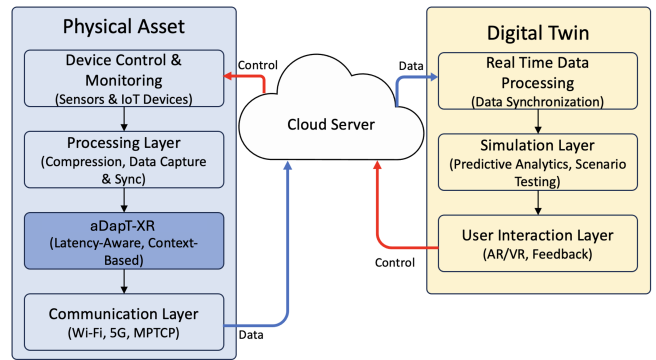 Physical Asset
Device Control &
Monitoring
(Sensors & IoT Devices)
Processing Layer
(Compression, Data Capture
& Sync)
aDapT-XR
(Latency-Aware, Context-
Based)
Communication Layer
(Wi-Fi, 5G, MPTCP)
Control
Data
Cloud Server
Data
Control
Digital Twin
Real Time Data
Processing
(Data Synchronization)
Simulation Layer
(Predictive Analytics, Scenario
Testing)
User Interaction Layer
(AR/VR, Feedback)